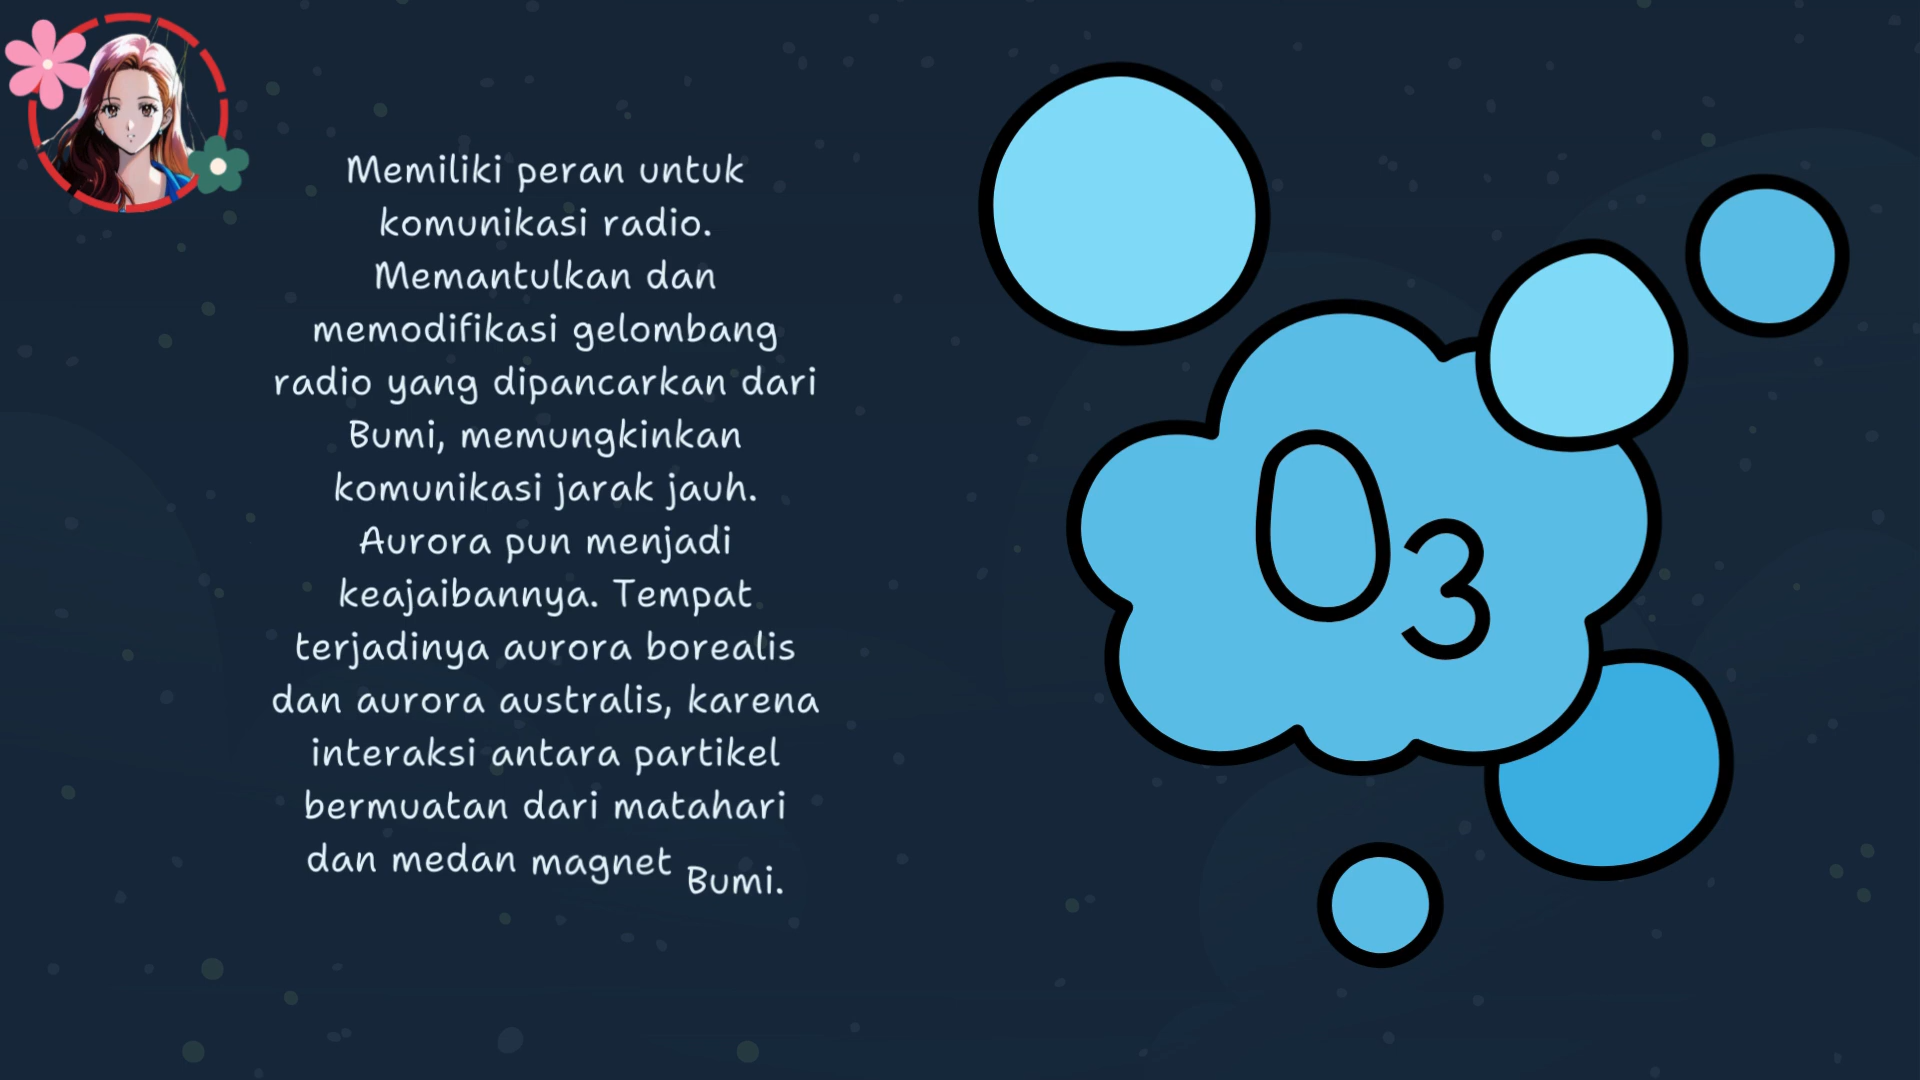 Memiliki peran untuk
komunikasi radio.
Memantulkan dan
memodifikasi gelombang
radio yang dipancarkan dari
Bumi, memungkinkan
komunikasi jarak jauh.
Aurora pun menjadi
keajaibannya. Tempat
terjadinya aurora borealis
dan aurora australis, karena
interaksi antara partikel
bermuatan dari matahari
dan medan magnet Bumi.
O3